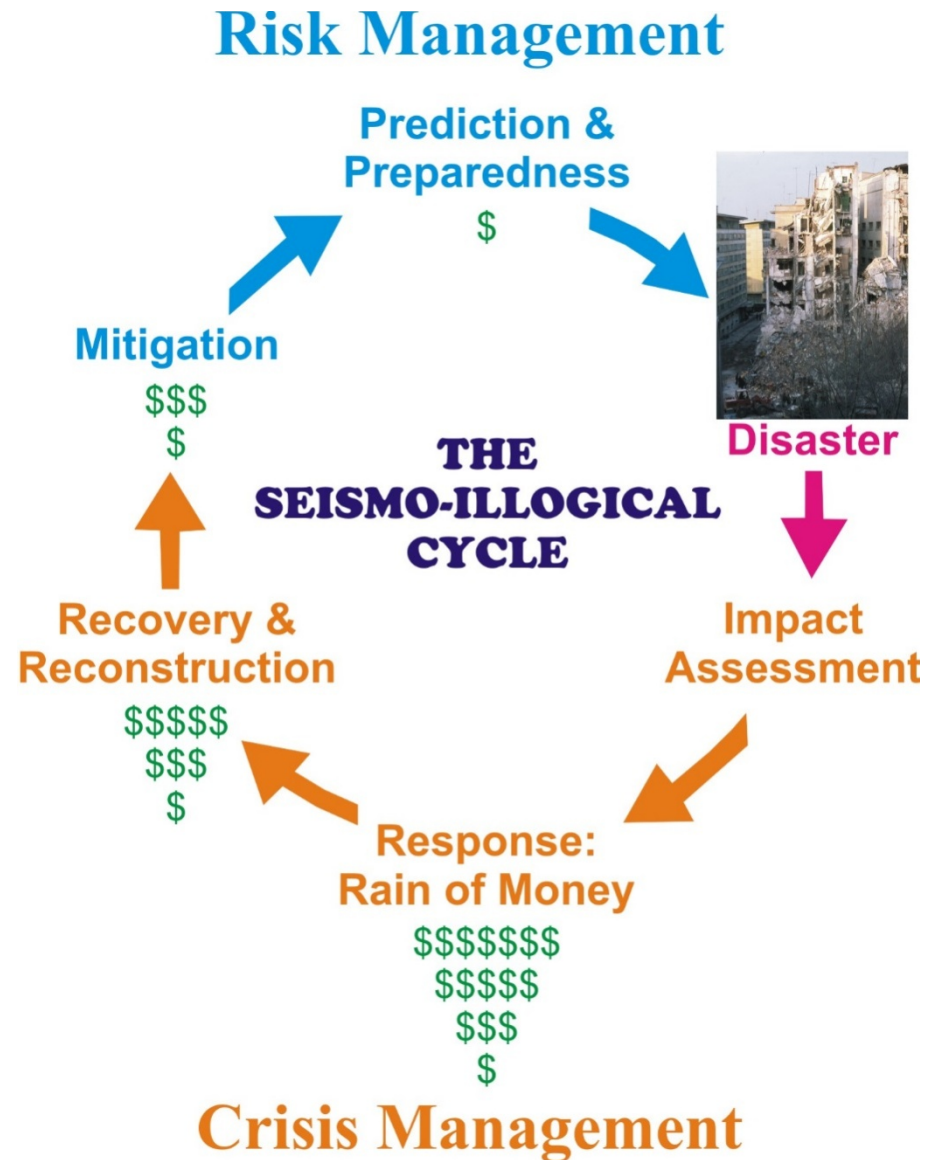 Risk Management
Prediction &
Preparedness
$
Mitigation
$$$
$
Disaster
THE
SEISMO-ILLOGICAL
CYCLE
Impact
Assessment
Recovery &
Reconstruction
$$$$$
$$$
$
Response:
Rain of Money
$$$$$$$
$$$$$
$$$
$
Crisis Management